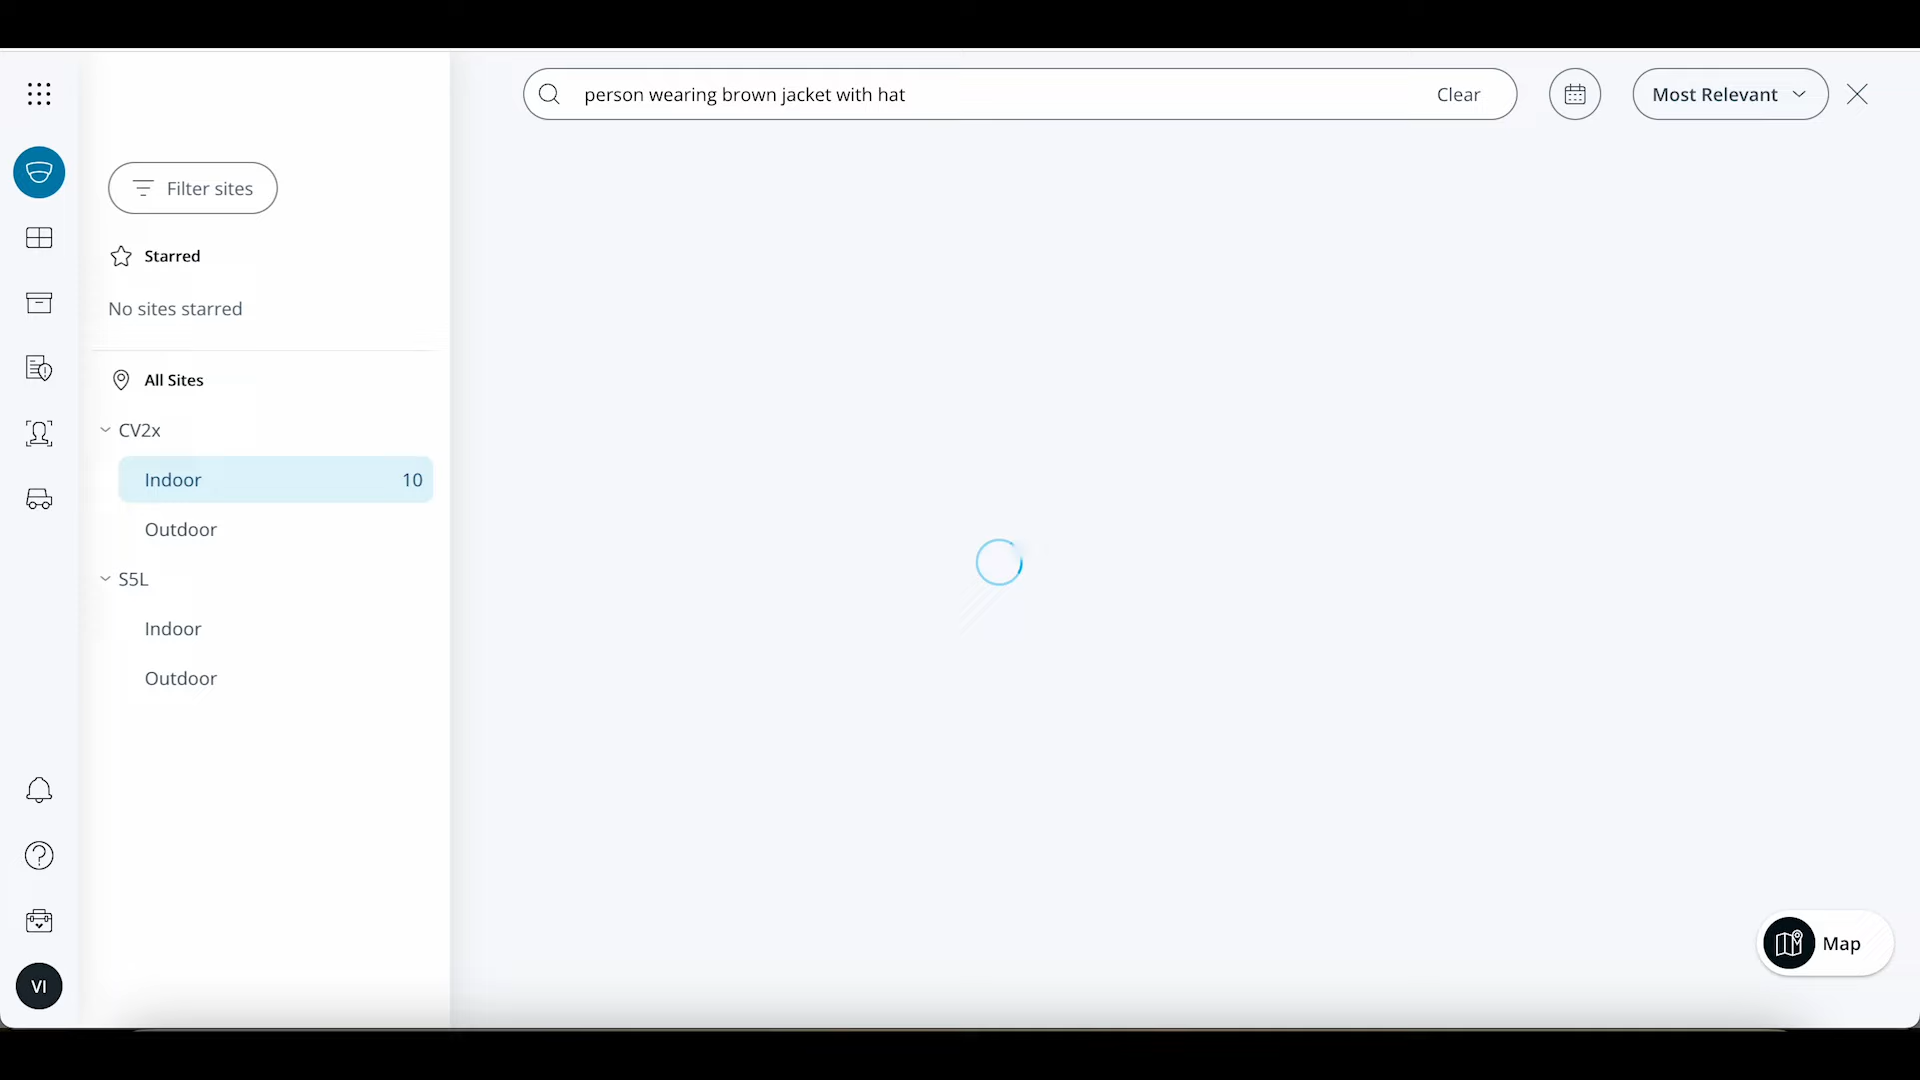 person wearing brown jacket with hat
Clear
Most Relevant
Filter sites
Starred
No sites starred
All Sites
CV2x
Indoor 10
Outdoor
S5L
Indoor
Outdoor
VI
Map